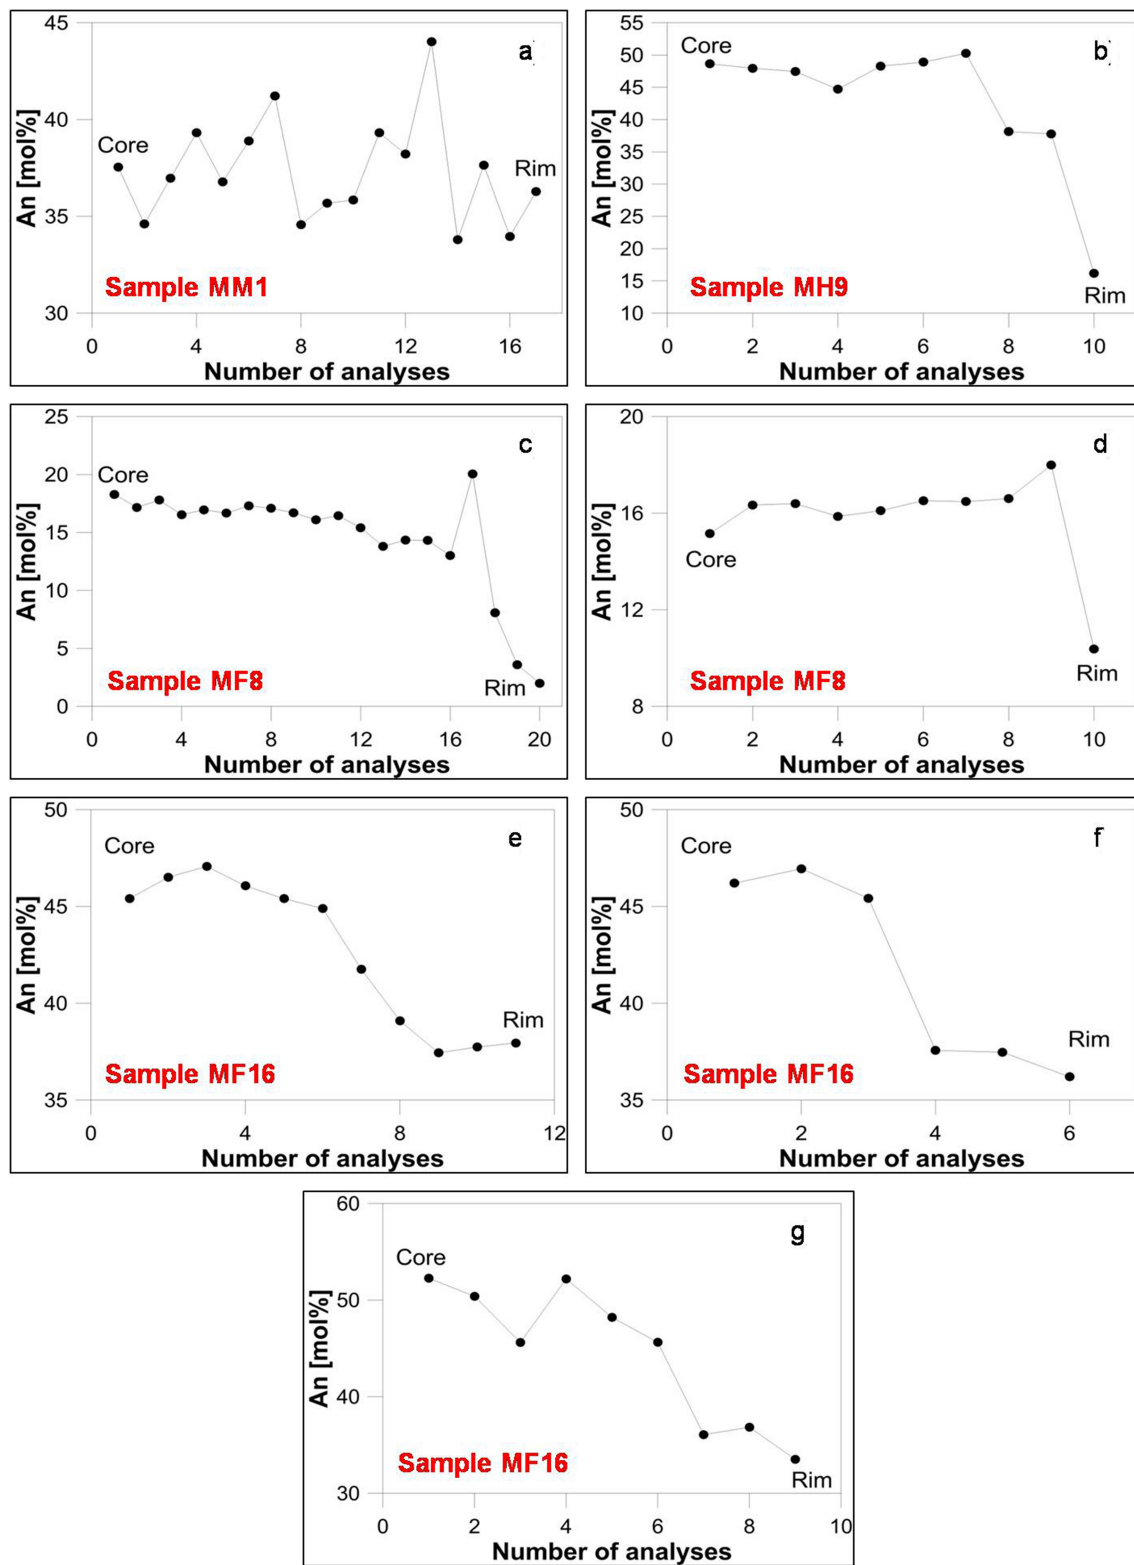 a)
45
40
35
30
An [mol%]
Core
Rim
Sample MM1
0 4 8 12 16
Number of analyses
b)
55
50
45
40
35
30
25
20
15
10
An [mol%]
Core
Rim
Sample MH9
0 2 4 6 8 10
Number of analyses
c
25
20
15
10
5
0
An [mol%]
Core
Rim
Sample MF8
0 4 8 12 16 20
Number of analyses
d
20
16
12
8
An [mol%]
Core
Rim
Sample MF8
0 2 4 6 8 10
Number of analyses
e
50
45
40
35
An [mol%]
Core
Rim
Sample MF16
0 4 8 12
Number of analyses
f
50
45
40
35
An [mol%]
Core
Rim
Sample MF16
0 2 4 6
Number of analyses
g
60
50
40
30
An [mol%]
Core
Rim
Sample MF16
0 2 4 6 8 10
Number of analyses